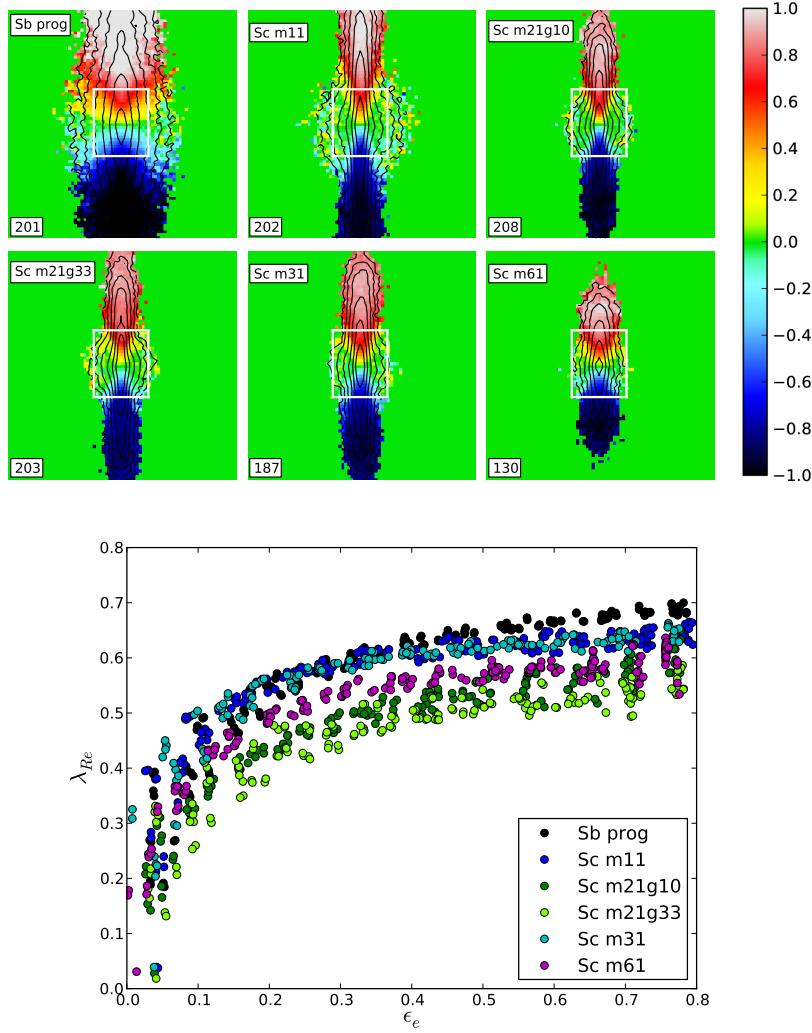 Sb prog
Sc m11
Sc m21g10
201
202
208
Sc m21g33
Sc m31
Sc m61
203
187
130
1.0
0.8
0.6
0.4
0.2
0.0
−0.2
−0.4
−0.6
−0.8
−1.0
0.8
0.7
0.6
0.5
0.4
0.3
0.2
0.1
0.0
λRe
Sb prog
Sc m11
Sc m21g10
Sc m21g33
Sc m31
Sc m61
0.0 0.1 0.2 0.3 0.4 0.5 0.6 0.7 0.8
ϵe